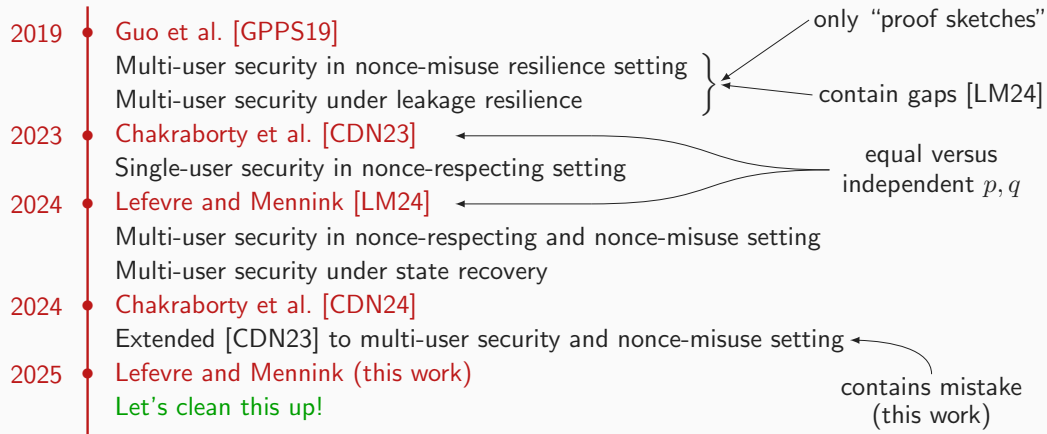 only “proof sketches”
2019 Guo et al. [GPPS19]
Multi-user security in nonce-misuse resilience setting
Multi-user security under leakage resilience
contain gaps [LM24]
2023 Chakraborty et al. [CDN23]
Single-user security in nonce-respecting setting
equal versus
independent p, q
2024 Lefevre and Mennink [LM24]
Multi-user security in nonce-respecting and nonce-misuse setting
Multi-user security under state recovery
2024 Chakraborty et al. [CDN24]
Extended [CDN23] to multi-user security and nonce-misuse setting
2025 Lefevre and Mennink (this work)
Let’s clean this up!
contains mistake
(this work)